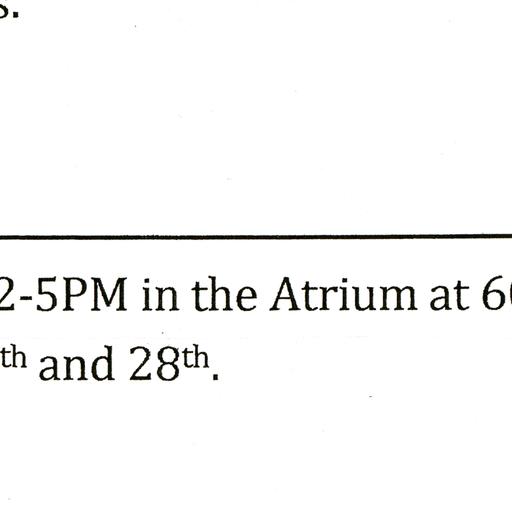 s.
2-5PM in the Atrium at 6
th and 28th.